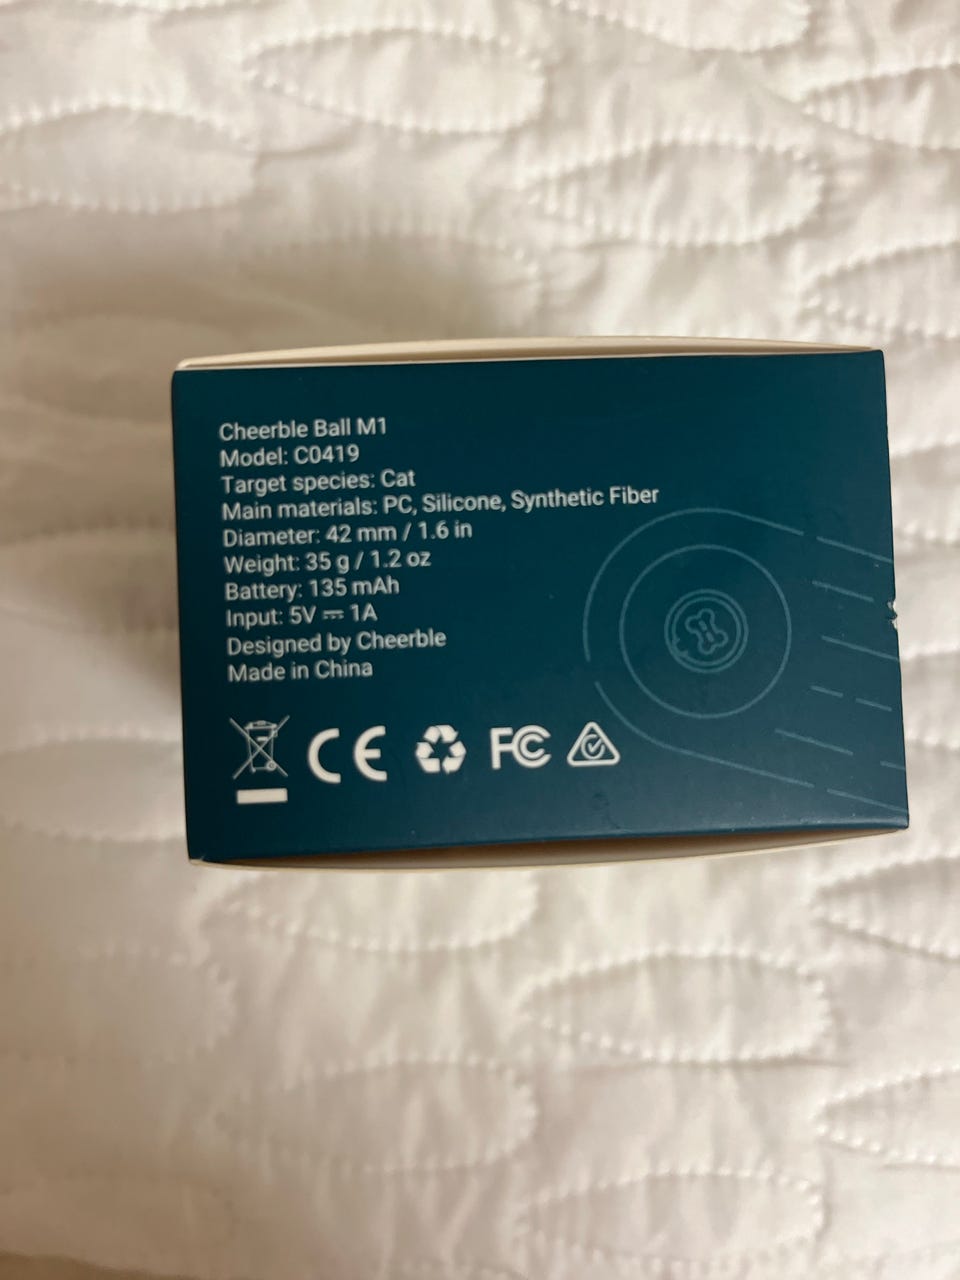 Cheerble Ball M1
Model: C0419
Target species: Cat
Main materials: PC, Silicone, Synthetic Fiber
Diameter: 42 mm / 1.6 in
Weight: 35 g / 1.2 oz
Battery: 135 mAh
Input: 5V ⎓ 1A
Designed by Cheerble
Made in China
CE FC